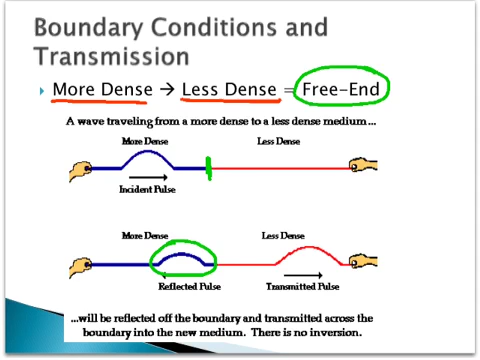 Boundary Conditions and
Transmission
More Dense → Less Dense = Free-End
A wave traveling from a more dense to a less dense medium...
More Dense Less Dense
Incident Pulse
More Dense Less Dense
Reflected Pulse Transmitted Pulse
...will be reflected off the boundary and transmitted across the
boundary into the new medium. There is no inversion.